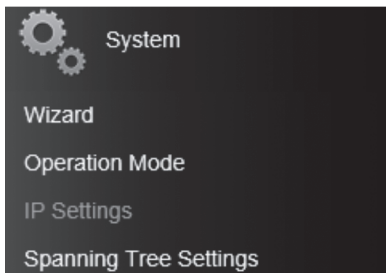 System
Wizard
Operation Mode
IP Settings
Spanning Tree Settings